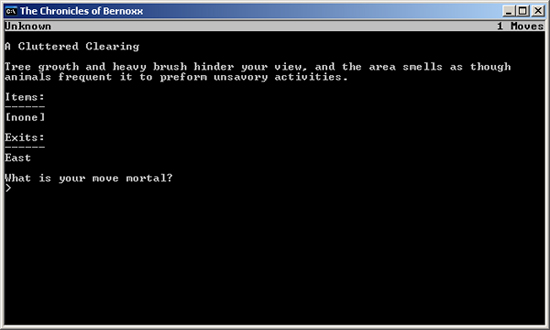 The Chronicles of Bernoxx
Unknown 1 Moves
A Cluttered Clearing
Tree growth and heavy brush hinder your view, and the area smells as though
animals frequent it to preform unsavory activities.
Items:
------
[none]
Exits:
------
East
What is your move mortal?
>